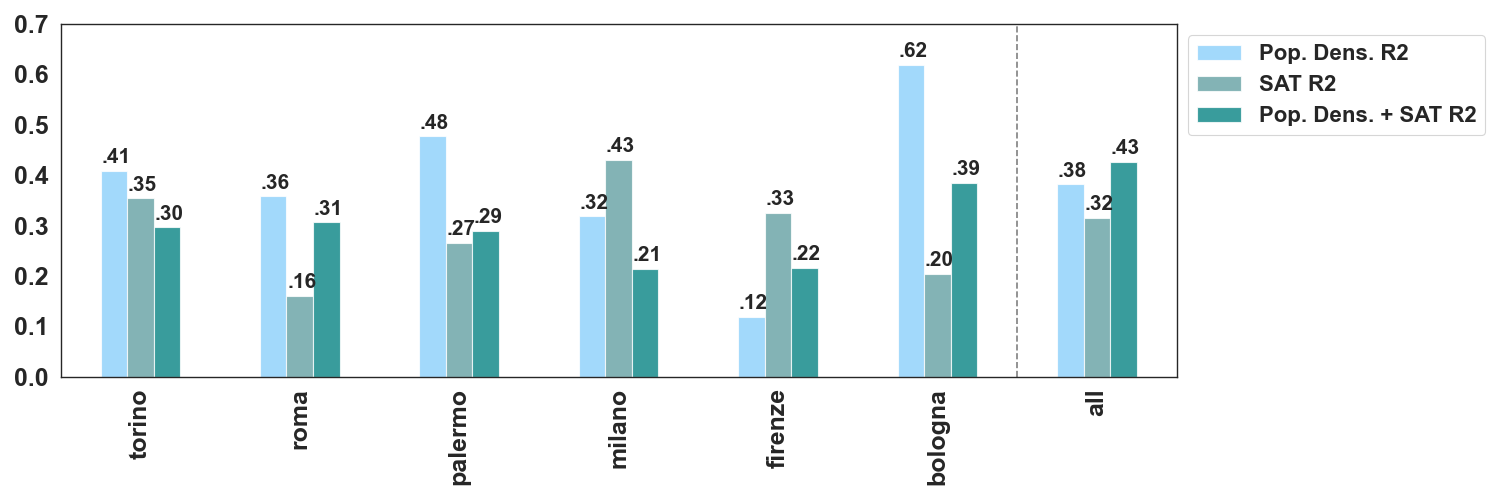 0.7
0.6
0.5
0.4
0.3
0.2
0.1
0.0
.41
.35
.30
.36
.16
.31
.48
.27
.29
.32
.43
.21
.12
.33
.22
.62
.20
.39
.38
.32
.43
torino
roma
palermo
milano
firenze
bologna
all
Pop. Dens. R2
SAT R2
Pop. Dens. + SAT R2